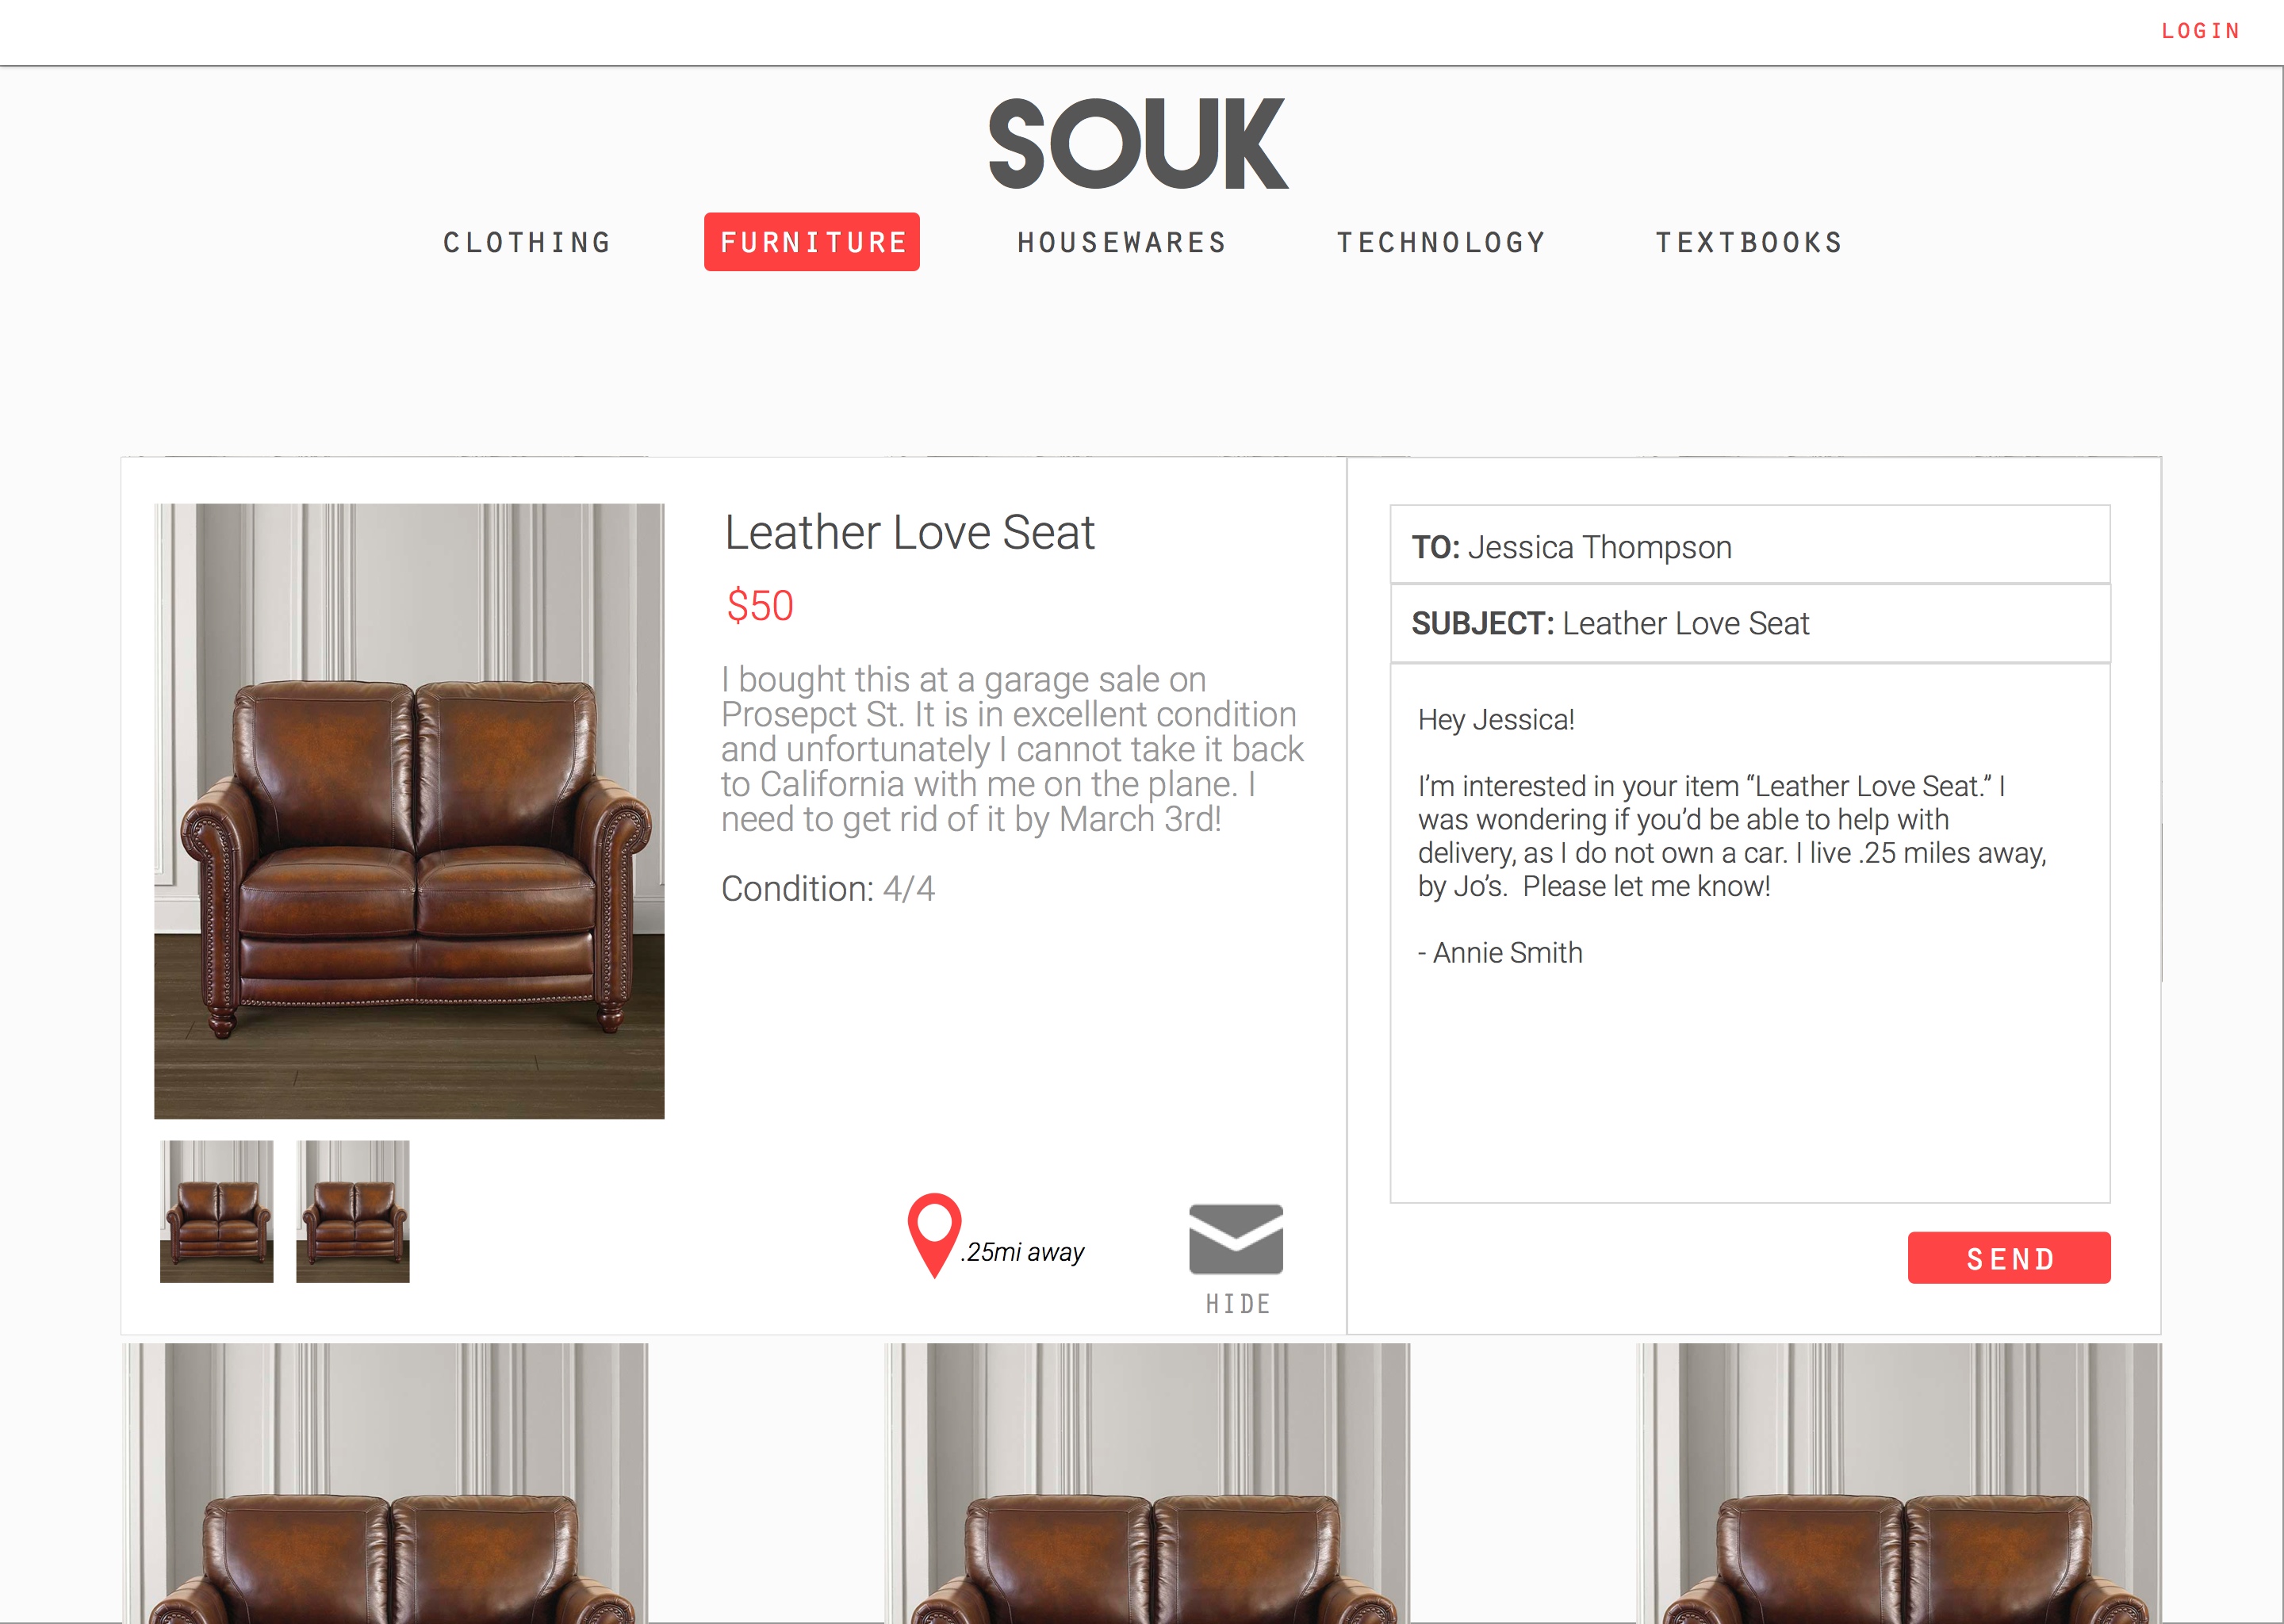 LOGIN
SOUK
CLOTHING FURNITURE HOUSEWARES TECHNOLOGY TEXTBOOKS
Leather Love Seat
$50
I bought this at a garage sale on
Prosepct St. It is in excellent condition
and unfortunately I cannot take it back
to California with me on the plane. I
need to get rid of it by March 3rd!
Condition: 4/4
.25mi away
HIDE
TO: Jessica Thompson
SUBJECT: Leather Love Seat
Hey Jessica!
I’m interested in your item “Leather Love Seat.” I
was wondering if you’d be able to help with
delivery, as I do not own a car. I live .25 miles away,
by Jo’s.  Please let me know!
- Annie Smith
SEND